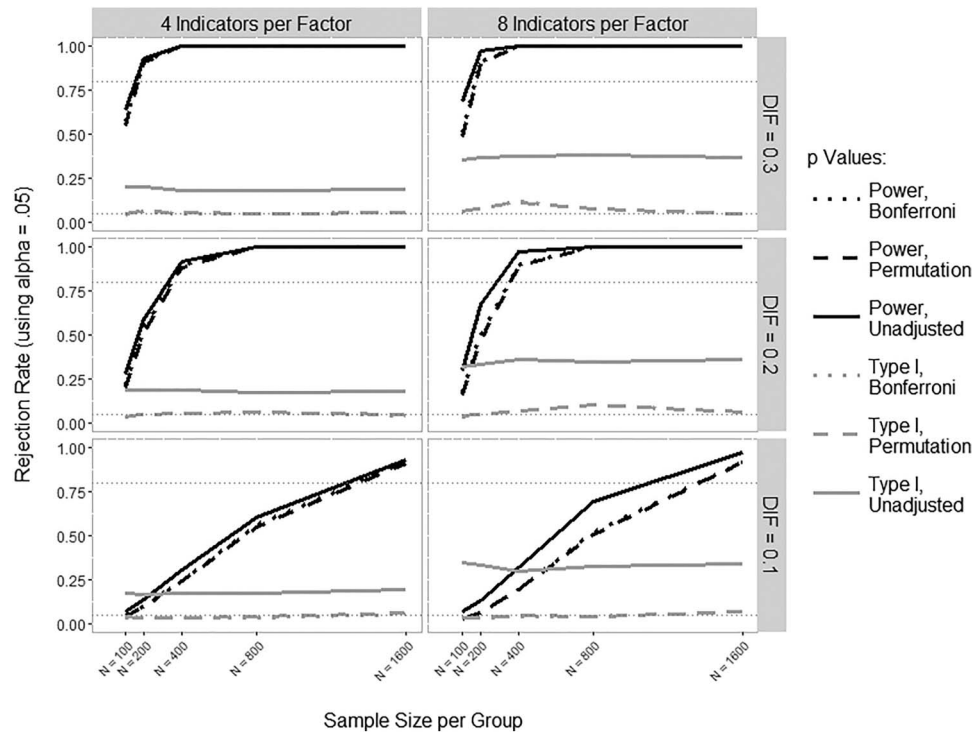 4 Indicators per Factor
8 Indicators per Factor
Rejection Rate (using alpha = .05)
1.00
0.75
0.50
0.25
0.00
DIF = 0.3
1.00
0.75
0.50
0.25
0.00
DIF = 0.2
1.00
0.75
0.50
0.25
0.00
DIF = 0.1
N = 100
N = 200
N = 400
N = 800
N = 1600
N = 100
N = 200
N = 400
N = 800
N = 1600
Sample Size per Group
p Values:
Power,
Bonferroni
Power,
Permutation
Power,
Unadjusted
Type I,
Bonferroni
Type I,
Permutation
Type I,
Unadjusted